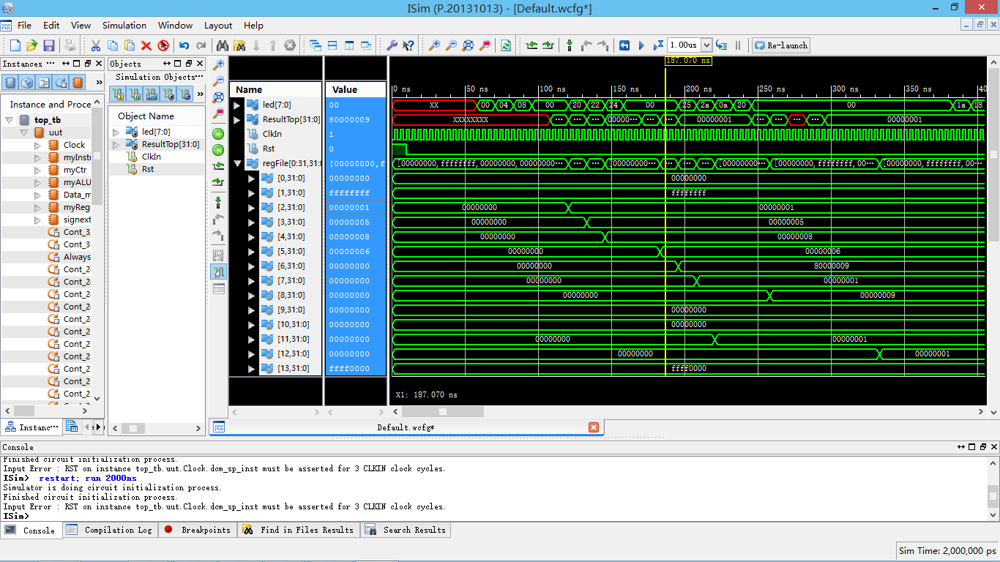 ISim (P.20131013) - [Default.wcfg*]
File Edit View Simulation Window Layout Help
1.00us Re-launch
Instances ···
Instance and Proce
top_tb
uut
Clock
myInst
myCtr
myALU
Data_m
myReg
signext
Cont_3
Cont_3
Always
Cont_2
Cont_2
Cont_2
Cont_2
Cont_2
Cont_2
Cont_2
Cont_2
Cont_2
Cont_2
Cont_2
Instanc···
Objects
Simulation Objects···
Object Name
led[7:0]
ResultTop[31:0]
ClkIn
Rst
Name Value
187.070 ns
0 ns 50 ns 100 ns 150 ns 200 ns 250 ns 300 ns 350 ns 40
led[7:0] 00 XX 00 04 08 00 20 22 24 00 25 2a 0a 20 00 1a 18
ResultTop[31:0] 80000009 XXXXXXXX ··· ··· ··· 00000··· ··· ··· ··· 00000001 ··· ··· ··· ··· 00000001
ClkIn 1
Rst 0
regFile[0:31,31: [00000000,f [00000000, ffffffff, 00000000, 00000000··· ··· ··· [00000000··· ··· ··· ··· [00000000··· [00000000, ffffffff, 00··· [00000000, ffffffff, 00···
[0,31:0] 00000000 00000000
[1,31:0] ffffffff ffffffff
[2,31:0] 00000001 00000000 00000001
[3,31:0] 00000005 00000000 00000005
[4,31:0] 00000008 00000000 00000008
[5,31:0] 00000006 00000000 00000006
[6,31:0] 00000000 00000000 80000009
[7,31:0] 00000000 00000000 00000001
[8,31:0] 00000000 00000000 00000009
[9,31:0] 00000000 00000000
[10,31:0] 00000000 00000000
[11,31:0] 00000000 00000000 00000001
[12,31:0] 00000000 00000000 00000001
[13,31:0] ffff0000 ffff0000
X1: 187.070 ns
Default.wcfg*
Console
Finished circuit initialization process.
Input Error : RST on instance top_tb.uut.Clock.dcm_sp_inst must be asserted for 3 CLKIN clock cycles.
ISim> restart; run 2000ns
Simulator is doing circuit initialization process.
Finished circuit initialization process.
Input Error : RST on instance top_tb.uut.Clock.dcm_sp_inst must be asserted for 3 CLKIN clock cycles.
ISim>
Console Compilation Log Breakpoints Find in Files Results Search Results
Sim Time: 2,000,000 ps